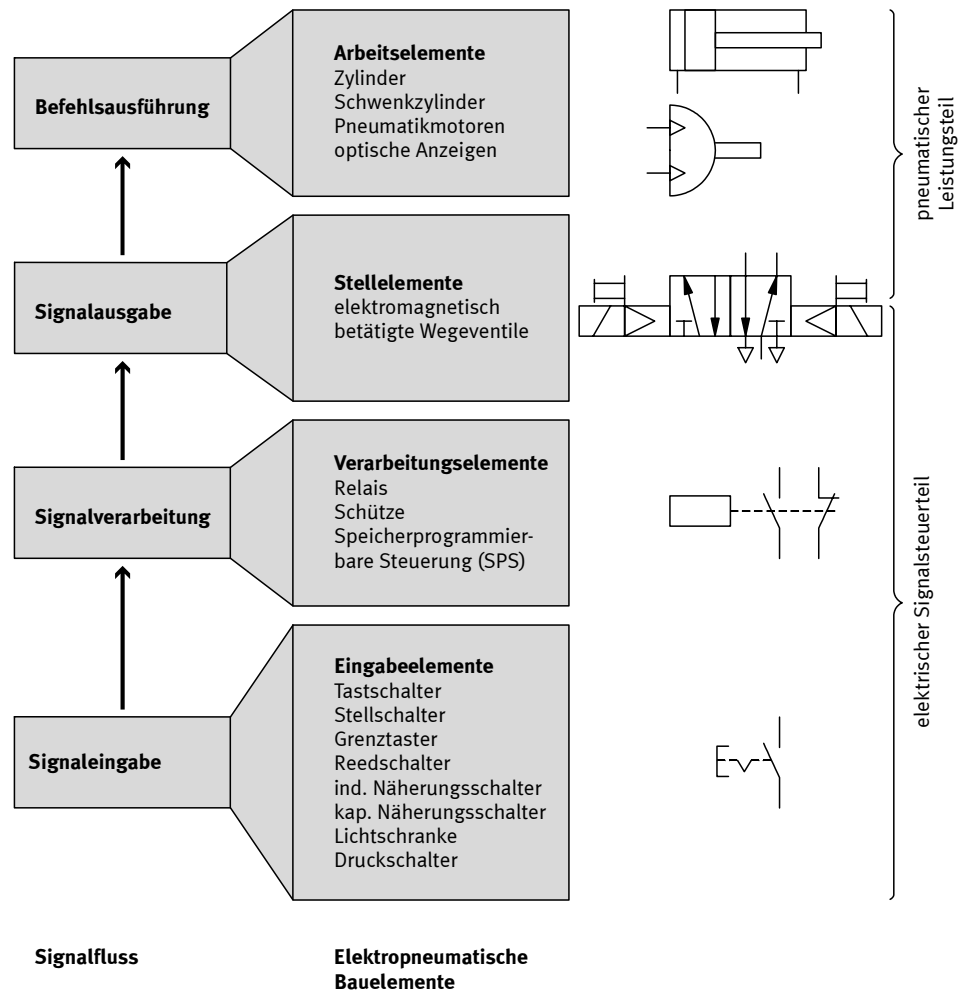 Befehlsausführung
Arbeitselemente
Zylinder
Schwenkzylinder
Pneumatikmotoren
optische Anzeigen
pneumatischer
Leistungsteil
Signalausgabe
Stellelemente
elektromagnetisch
betätigte Wegeventile
Signalverarbeitung
Verarbeitungselemente
Relais
Schütze
Speicherprogrammier-
bare Steuerung (SPS)
elektrischer Signalsteuerteil
Signaleingabe
Eingabeelemente
Tastschalter
Stellschalter
Grenztaster
Reedschalter
ind. Näherungsschalter
kap. Näherungsschalter
Lichtschranke
Druckschalter
Signalfluss
Elektropneumatische
Bauelemente